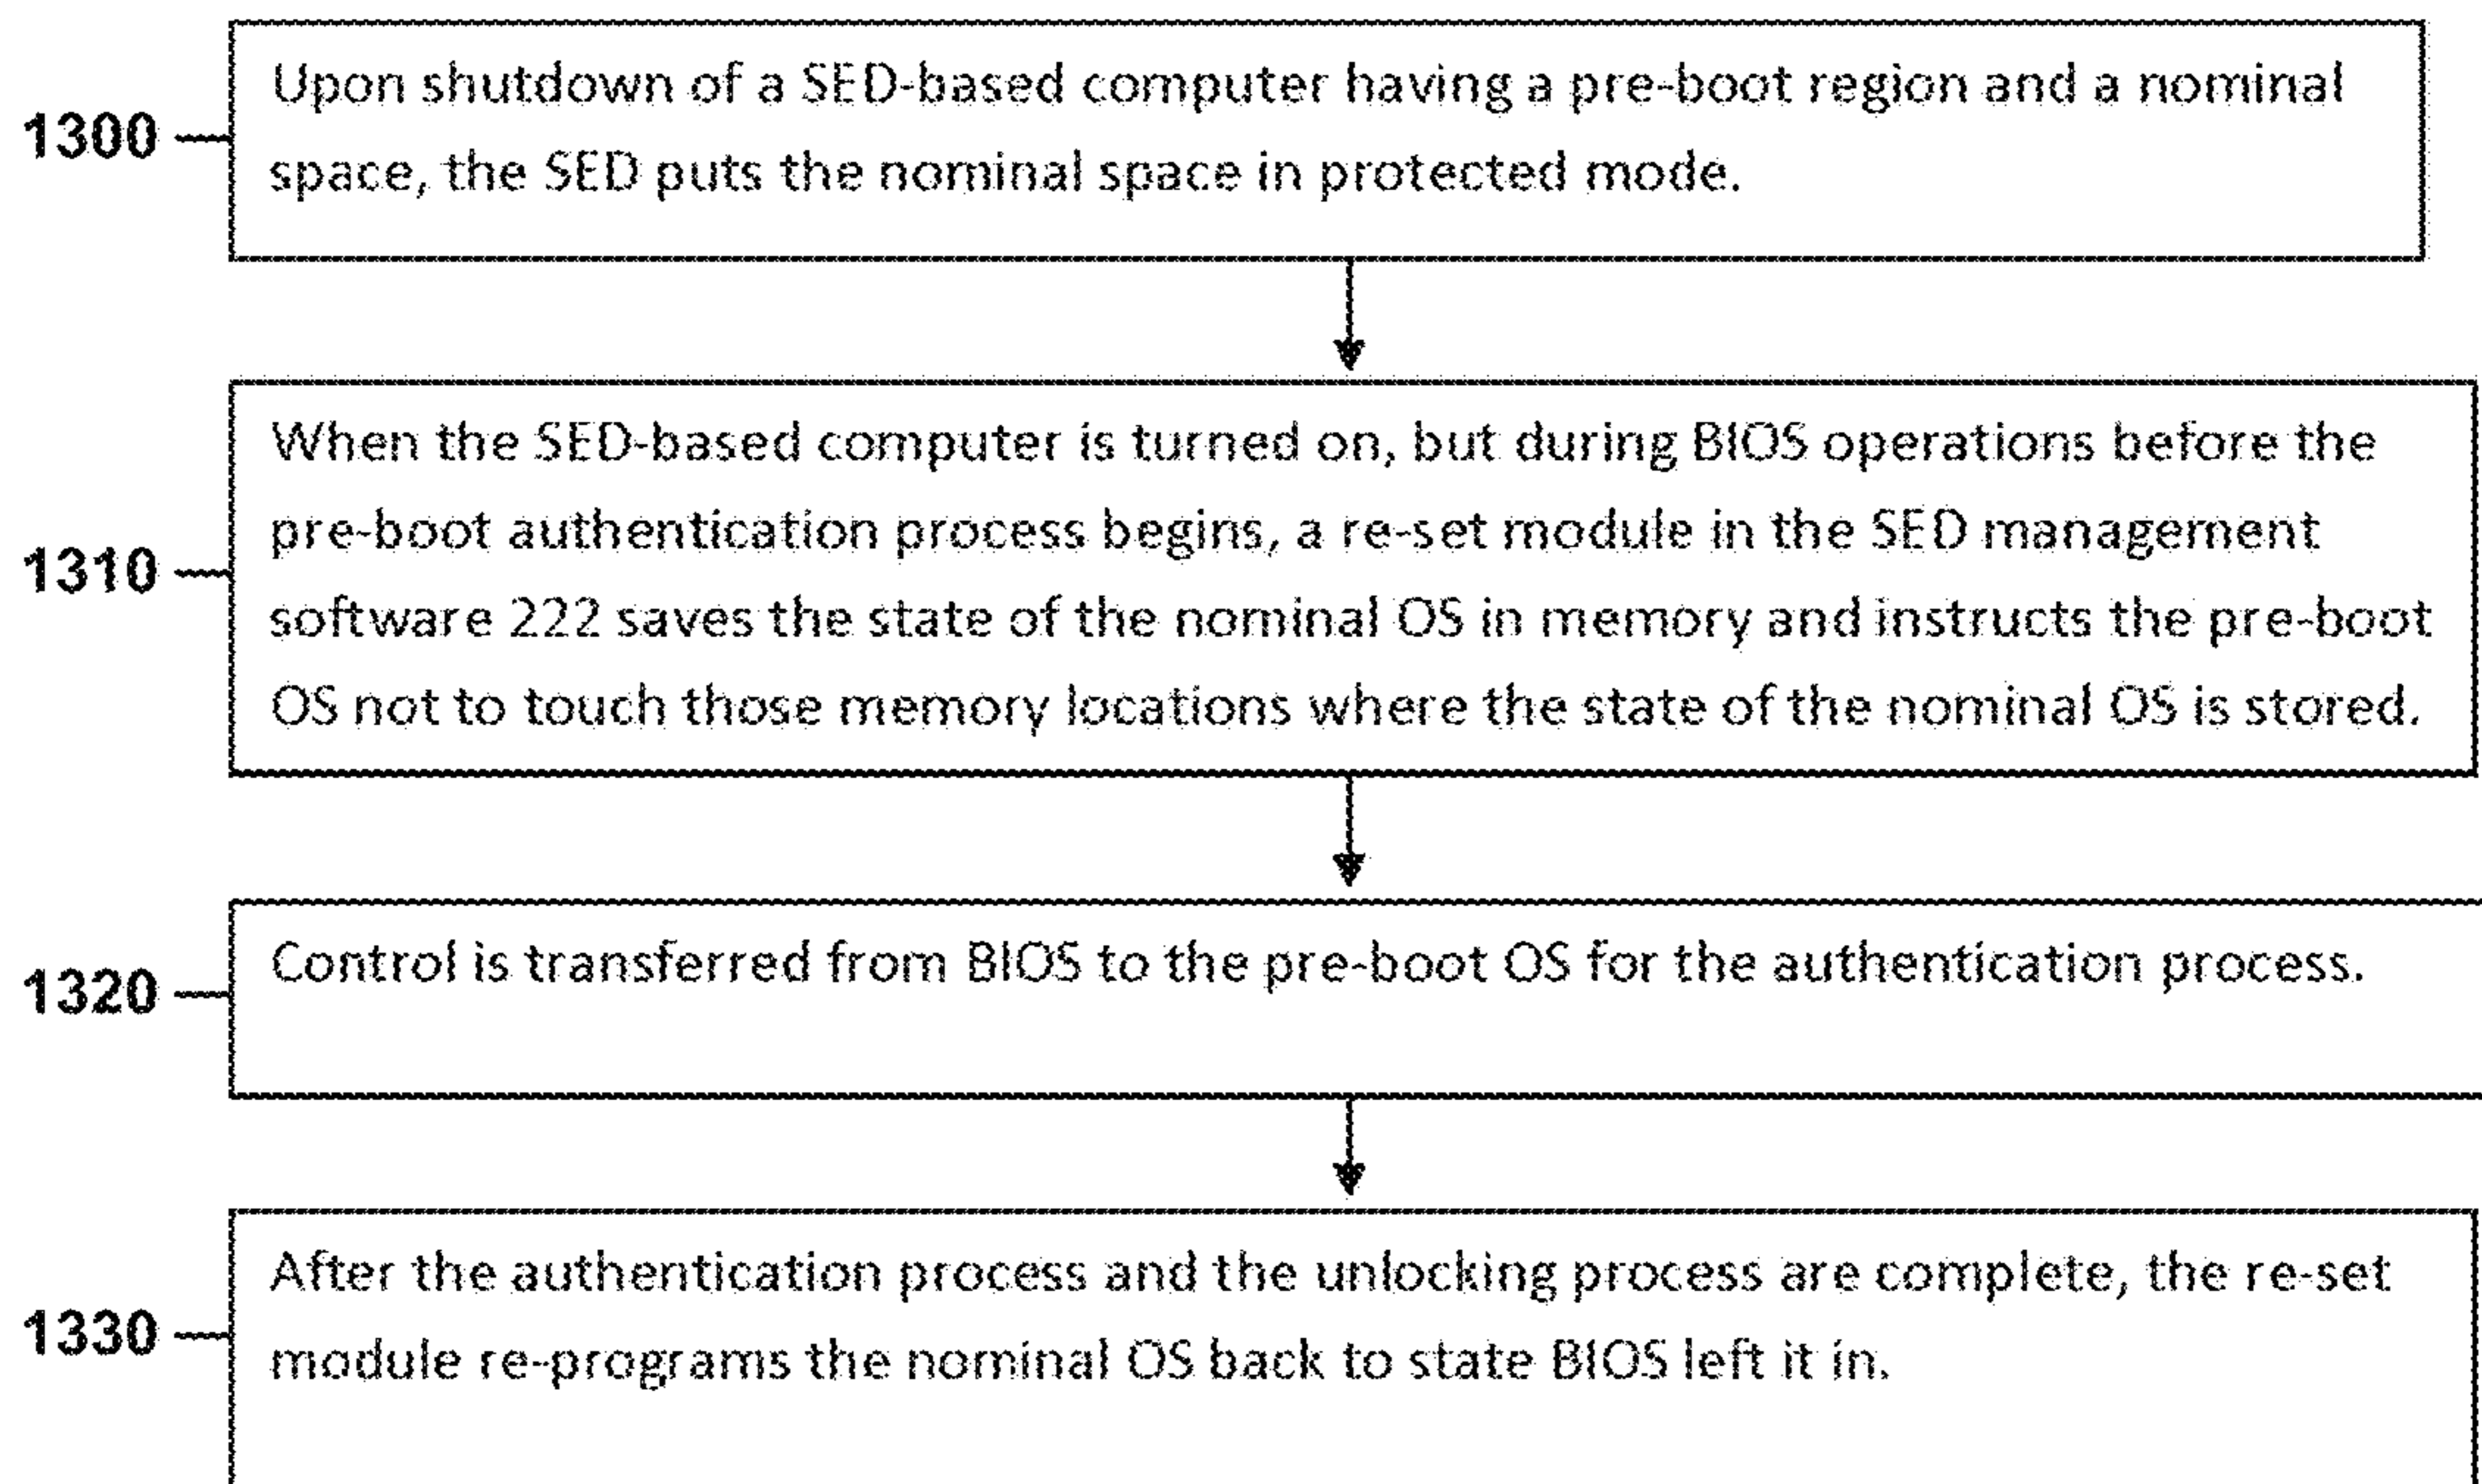 Upon shutdown of a SED-based computer having a pre-boot region and a nominal
1300
space, the SED puts the nominal space in protected mode.
When the SED-based computer is turned on, but during BIOS operations before the
pre-boot authentication process begins, a re-set module in the SED management
1310
software 222 saves the state of the nominal OS in memory and instructs the pre-boot
OS not to touch those memory locations where the state of the nominal OS is stored.
Control is transferred from BIOS to the pre-boot OS for the authentication process.
1320
After the authentication process and the unlocking process are complete, the re-set
1330
module re-programs the nominal OS back to state BIOS left it in.